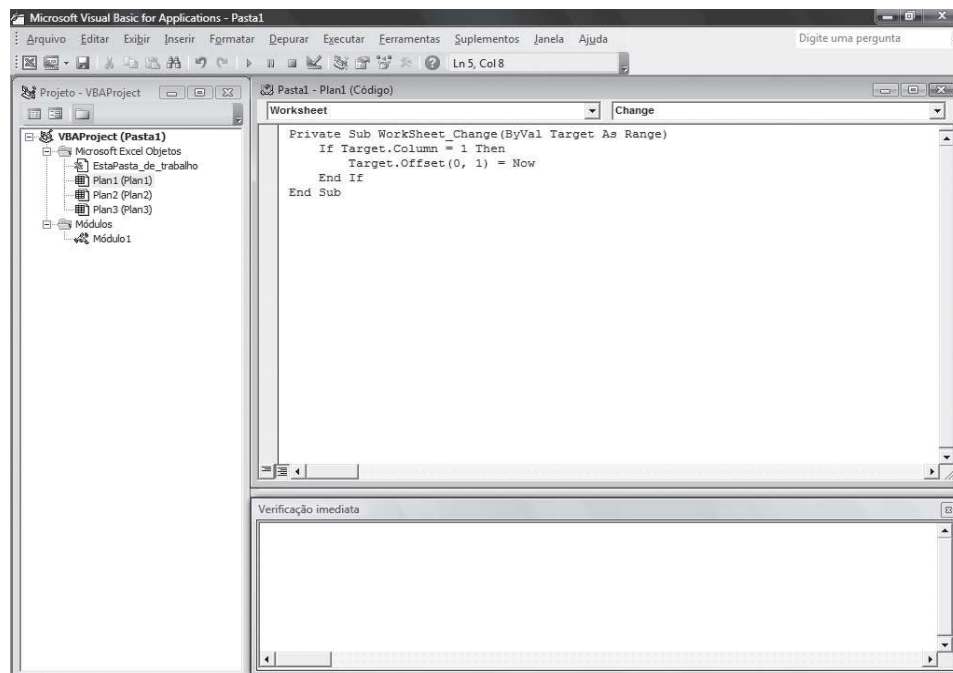 Microsoft Visual Basic for Applications - Pasta1
Arquivo Editar Exibir Inserir Formatar Depurar Executar Ferramentas Suplementos Janela Ajuda Digite uma pergunta
Ln 5, Col 8
Projeto - VBAProject
VBAProject (Pasta1)
Microsoft Excel Objetos
EstaPasta_de_trabalho
Plan1 (Plan1)
Plan2 (Plan2)
Plan3 (Plan3)
Módulos
Módulo1
Pasta1 - Plan1 (Código)
Worksheet Change
Private Sub WorkSheet_Change(ByVal Target As Range)
If Target.Column = 1 Then
Target.Offset(0, 1) = Now
End If
End Sub
Verificação imediata